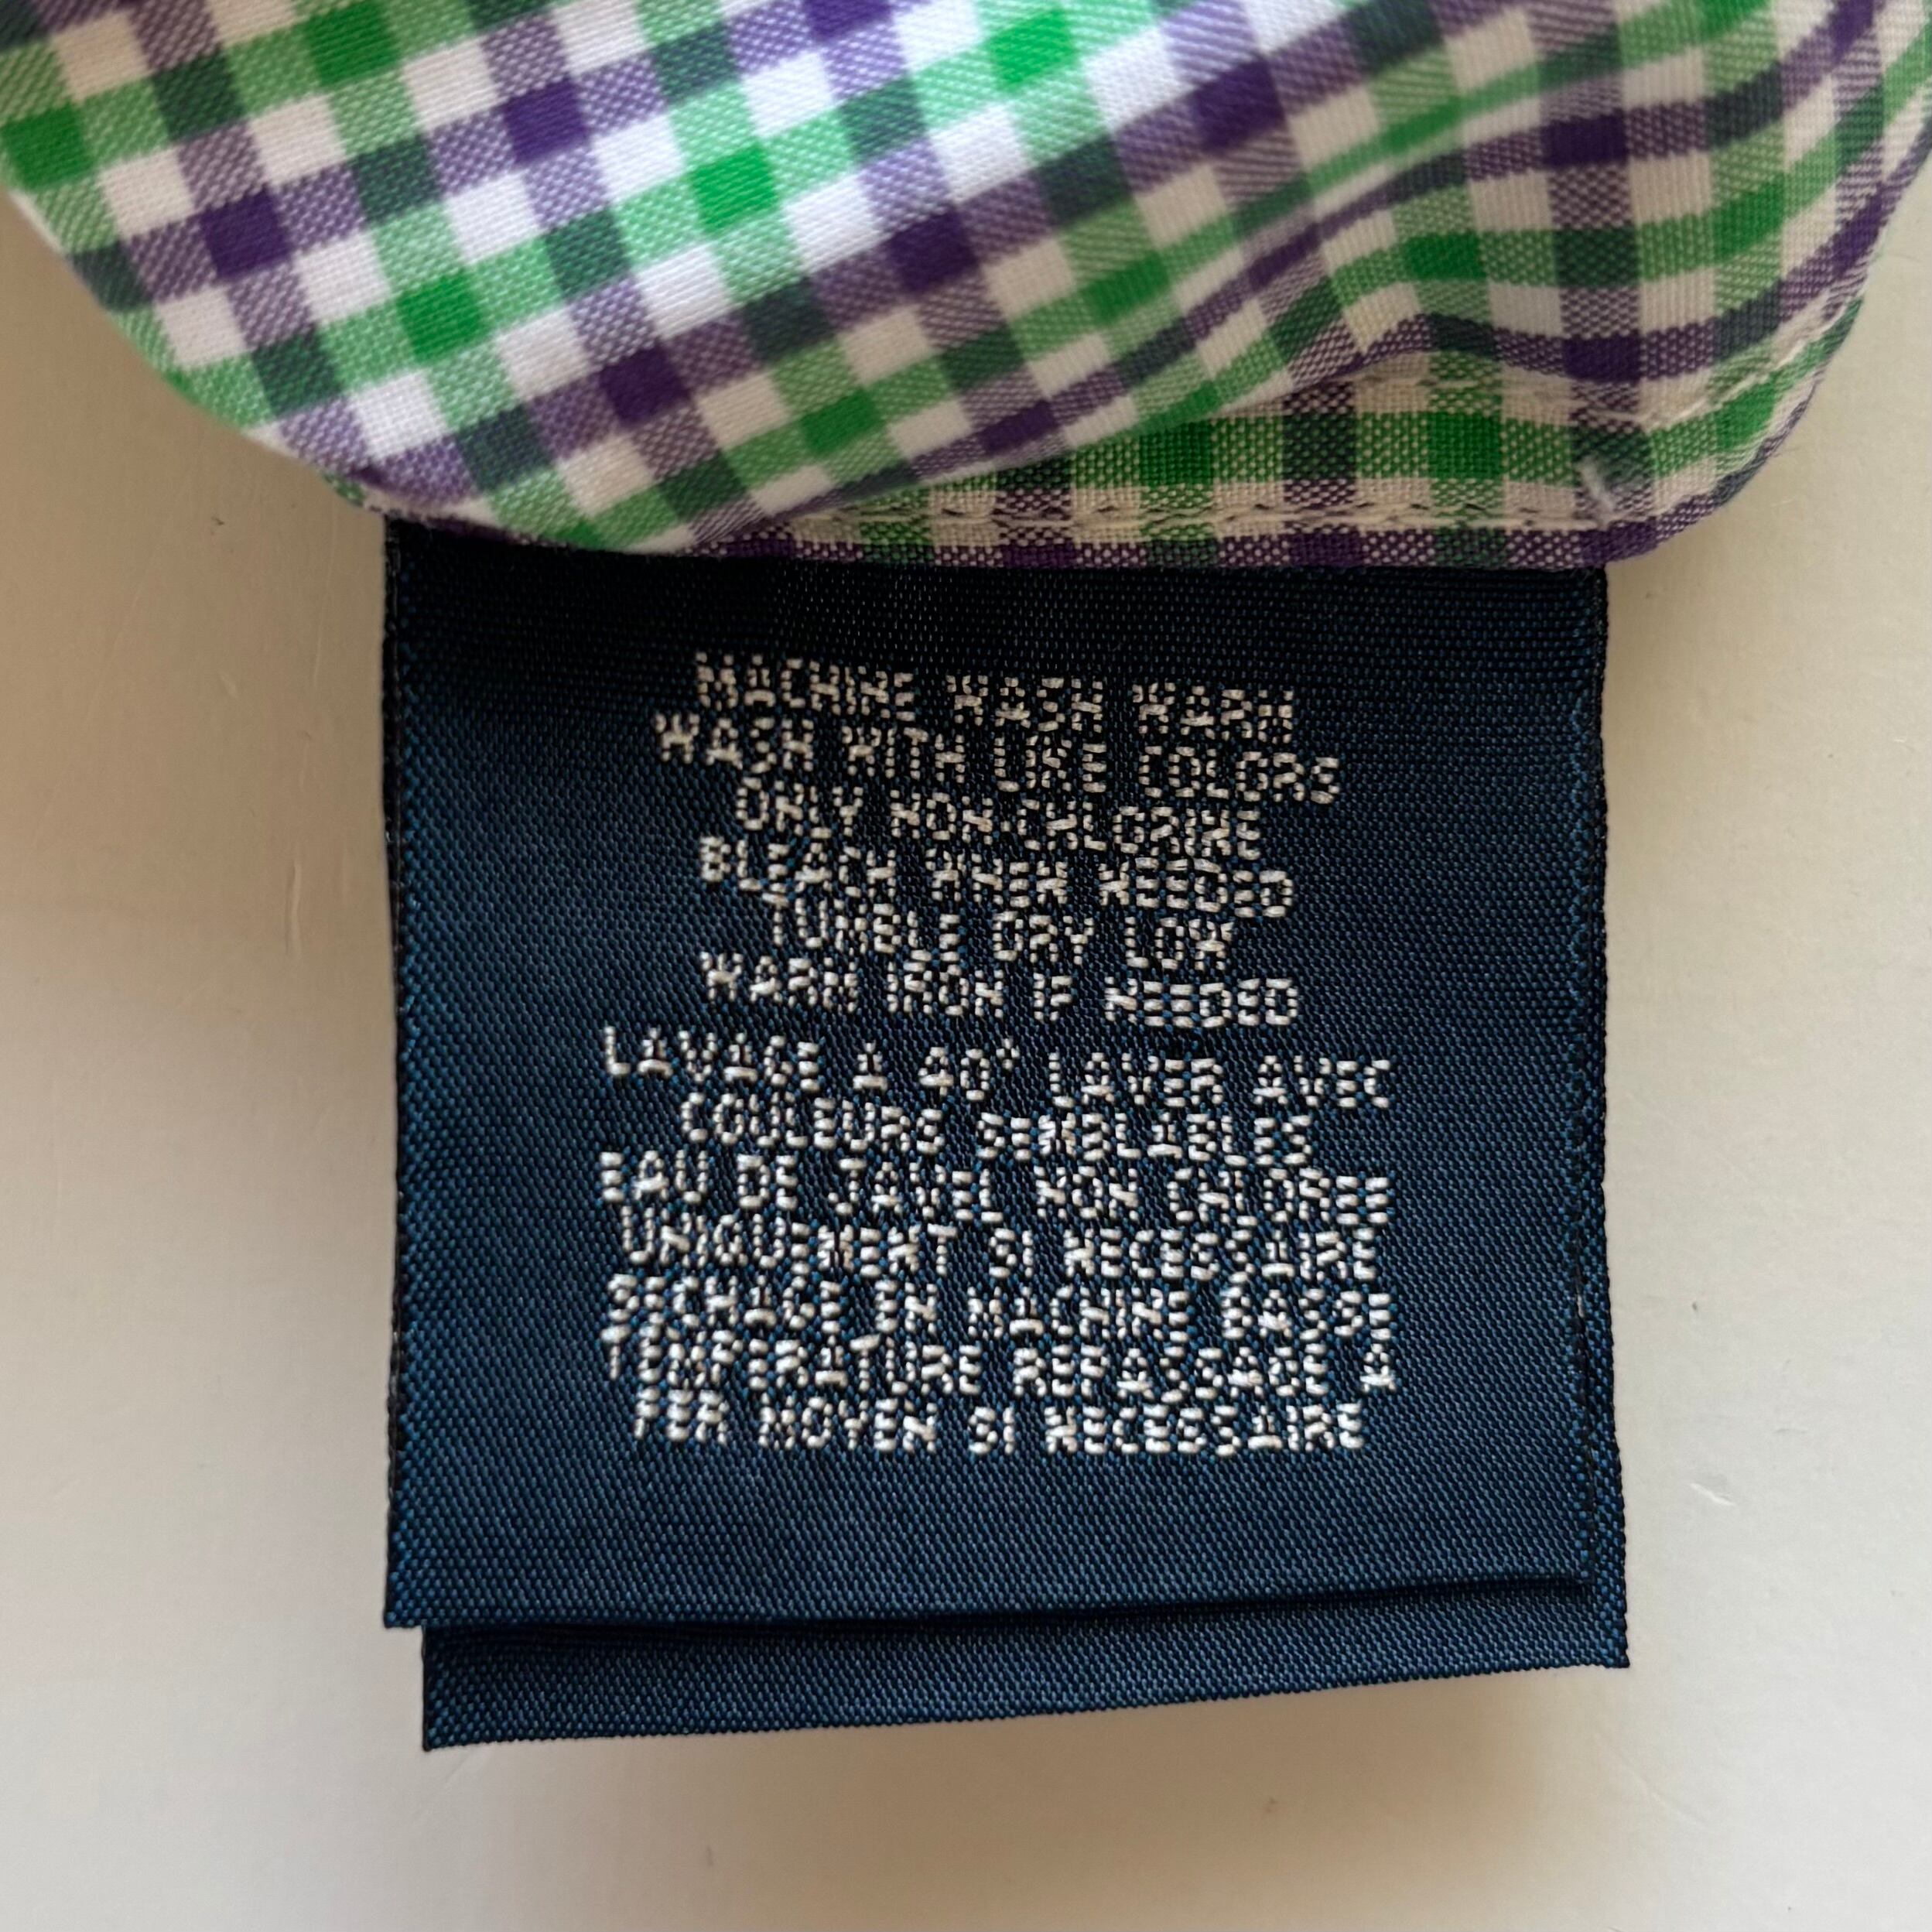 MACHINE WASH WARM
WASH WITH LIKE COLORS
ONLY NON-CHLORINE
BLEACH WHEN NEEDED
TUMBLE DRY LOW
WARM IRON IF NEEDED
LAVAGE A 40° LAVER AVEC
COULEURS SEMBLABLES
EAU DE JAVEL NON CHLOREE
UNIQUEMENT SI NECESSAIRE
SECHAGE EN MACHINE BASSE
TEMPERATURE REPASSAGE A
FER MOYEN SI NECESSAIRE